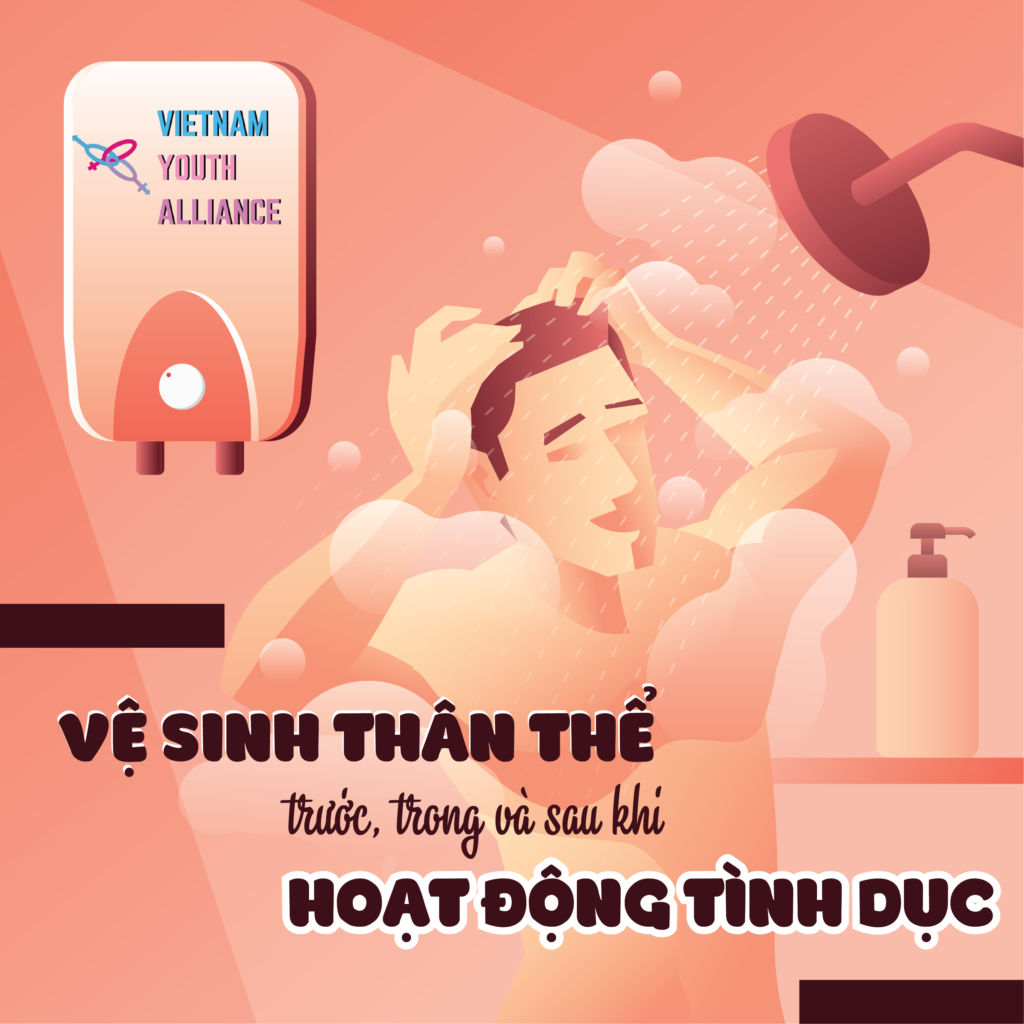 VIETNAM
YOUTH
ALLIANCE
VỆ SINH THÂN THỂ
trước, trong và sau khi
HOẠT ĐỘNG TÌNH DỤC